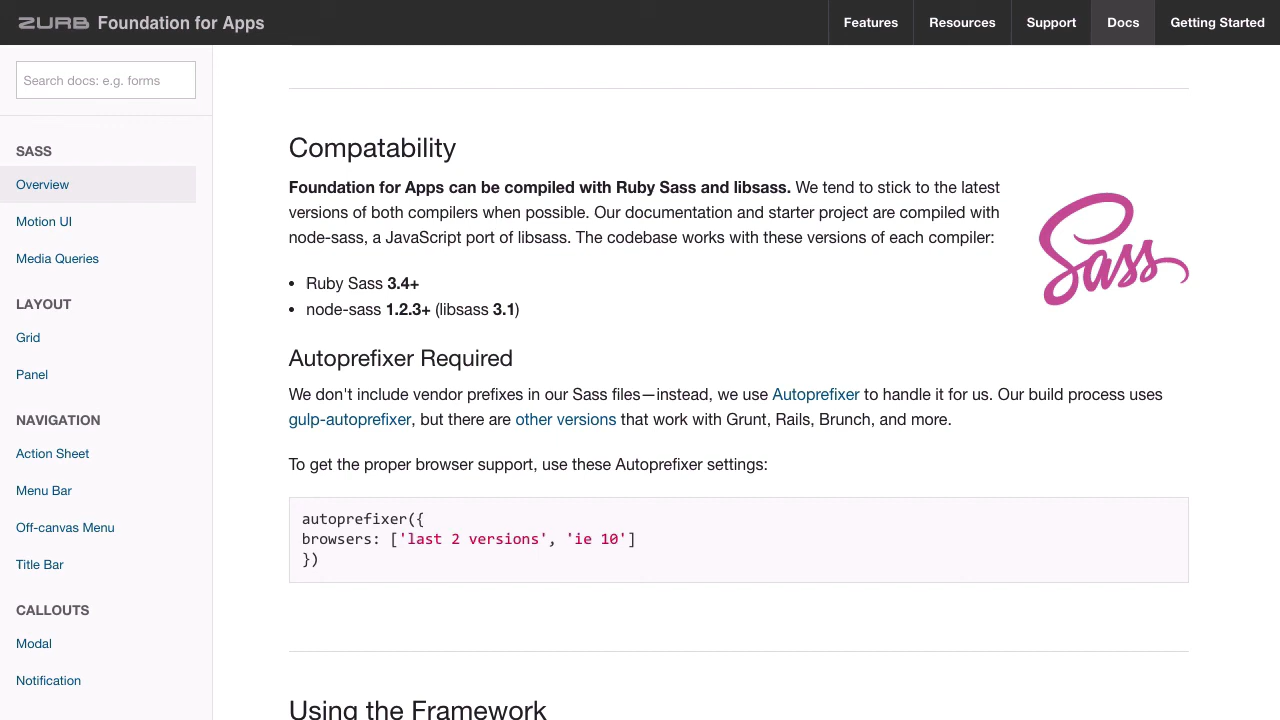 ZURB Foundation for Apps
Features
Resources
Support
Docs
Getting Started
Search docs: e.g. forms
SASS
Overview
Motion UI
Media Queries
LAYOUT
Grid
Panel
NAVIGATION
Action Sheet
Menu Bar
Off-canvas Menu
Title Bar
CALLOUTS
Modal
Notification
Compatability
Foundation for Apps can be compiled with Ruby Sass and libsass. We tend to stick to the latest
versions of both compilers when possible. Our documentation and starter project are compiled with
node-sass, a JavaScript port of libsass. The codebase works with these versions of each compiler:
• Ruby Sass 3.4+
• node-sass 1.2.3+ (libsass 3.1)
Sass
Autoprefixer Required
We don't include vendor prefixes in our Sass files—instead, we use Autoprefixer to handle it for us. Our build process uses
gulp-autoprefixer, but there are other versions that work with Grunt, Rails, Brunch, and more.
To get the proper browser support, use these Autoprefixer settings:
autoprefixer({
browsers: ['last 2 versions', 'ie 10']
})
Using the Framework